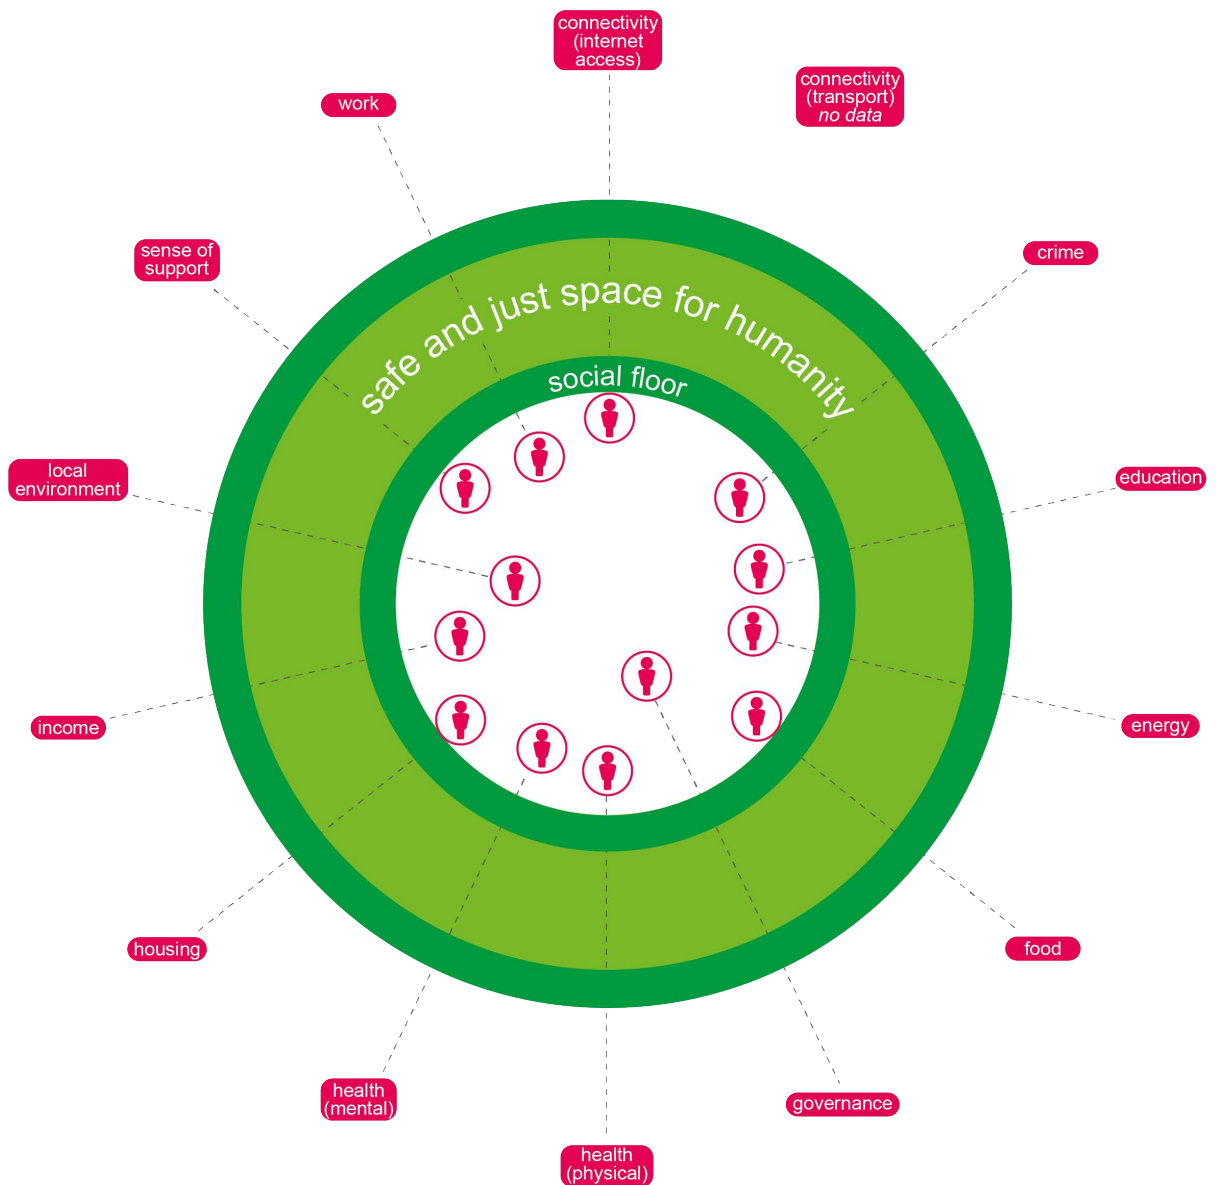 connectivity
(internet
access)
connectivity
(transport)
no data
work
crime
sense of
support
safe and just space for humanity
social floor
local
environment
education
income
energy
housing
food
health
(mental)
governance
health
(physical)